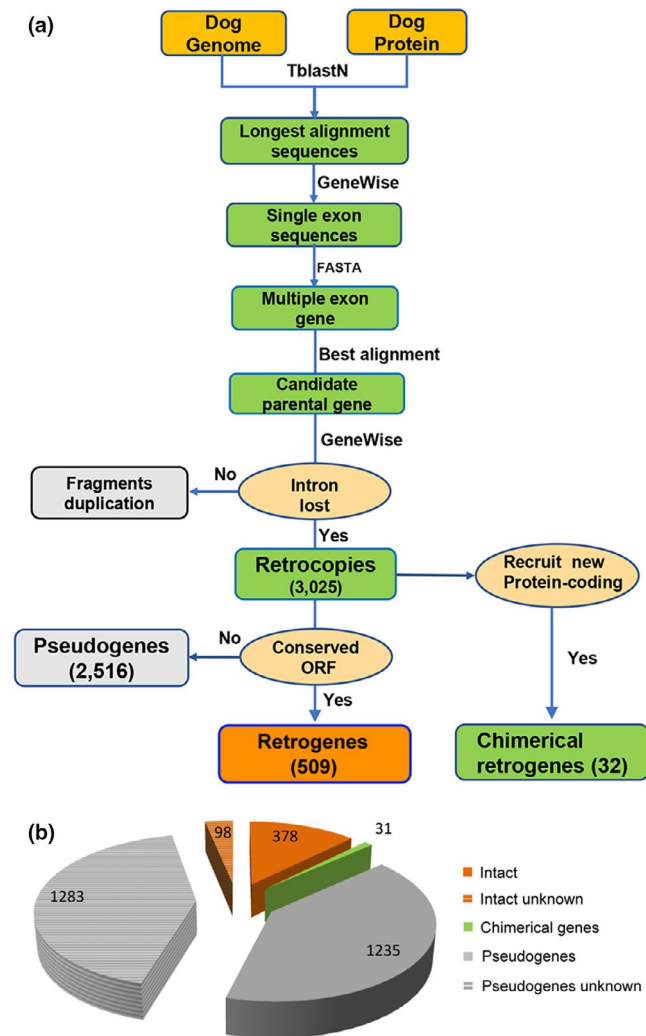 (a)
Dog
Genome
Dog
Protein
TblastN
Longest alignment
sequences
GeneWise
Single exon
sequences
FASTA
Multiple exon
gene
Best alignment
Candidate
parental gene
GeneWise
Fragments
duplication
No
Intron
lost
Yes
Retrocopies
(3,025)
Recruit new
Protein-coding
Pseudogenes
(2,516)
No
Conserved
ORF
Yes
Yes
Retrogenes
(509)
Chimerical
retrogenes (32)
(b)
98
378
31
1283
1235
Intact
Intact unknown
Chimerical genes
Pseudogenes
Pseudogenes unknown